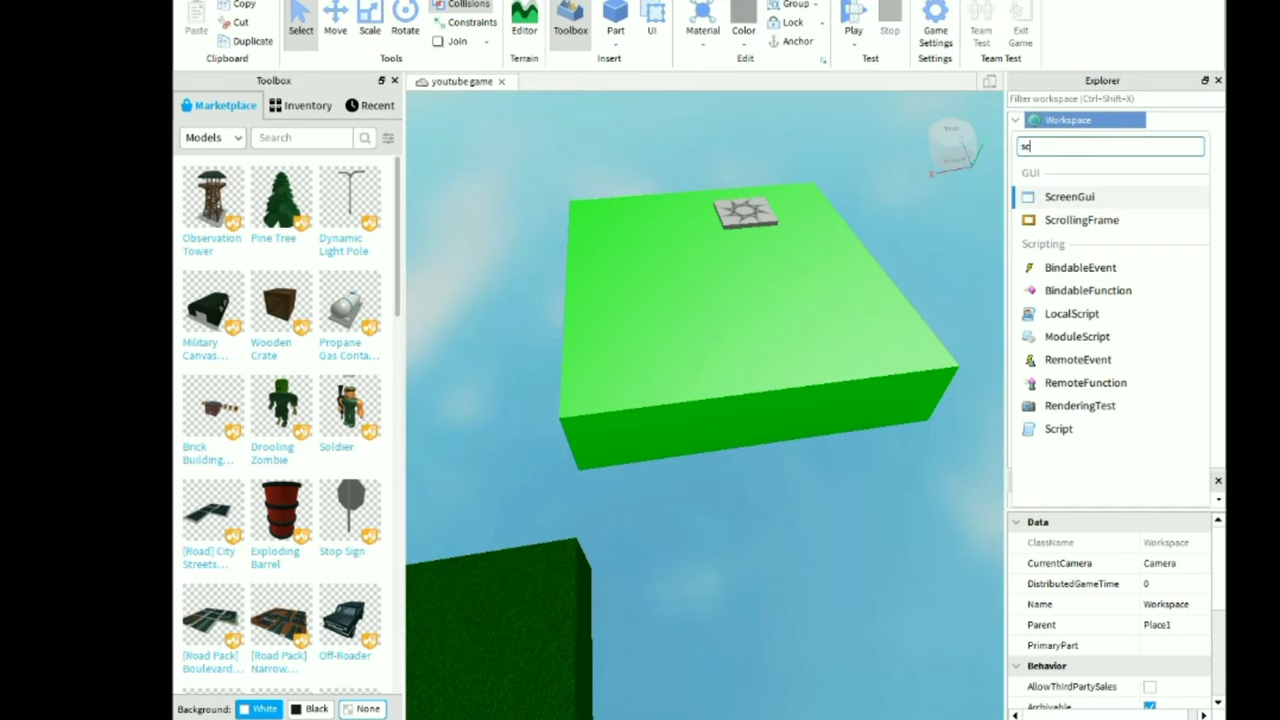 Copy
Cut
Duplicate
Paste
Clipboard
Select
Move
Scale
Rotate
Collisions
Constraints
Join
Tools
Editor
Terrain
Toolbox
Part
UI
Insert
Material
Color
Group
Lock
Anchor
Edit
Play
Stop
Test
Game
Settings
Settings
Team
Test
Exit
Game
Team Test
Toolbox
youtube game
Explorer
Marketplace
Inventory
Recent
Filter workspace (Ctrl+Shift+X)
Workspace
Models
Search
sc
GUI
ScreenGui
ScrollingFrame
Scripting
BindableEvent
BindableFunction
LocalScript
ModuleScript
RemoteEvent
RemoteFunction
RenderingTest
Script
Observation
Tower
Pine Tree
Dynamic
Light Pole
Military
Canvas...
Wooden
Crate
Propane
Gas Conta...
Brick
Building...
Drooling
Zombie
Soldier
[Road] City
Streets...
Exploding
Barrel
Stop Sign
[Road Pack]
Boulevard...
[Road Pack]
Narrow...
Off-Roader
Background:
White
Black
None
Data
ClassName Workspace
CurrentCamera Camera
DistributedGameTime 0
Name Workspace
Parent Place1
PrimaryPart
Behavior
AllowThirdPartySales
Archivable